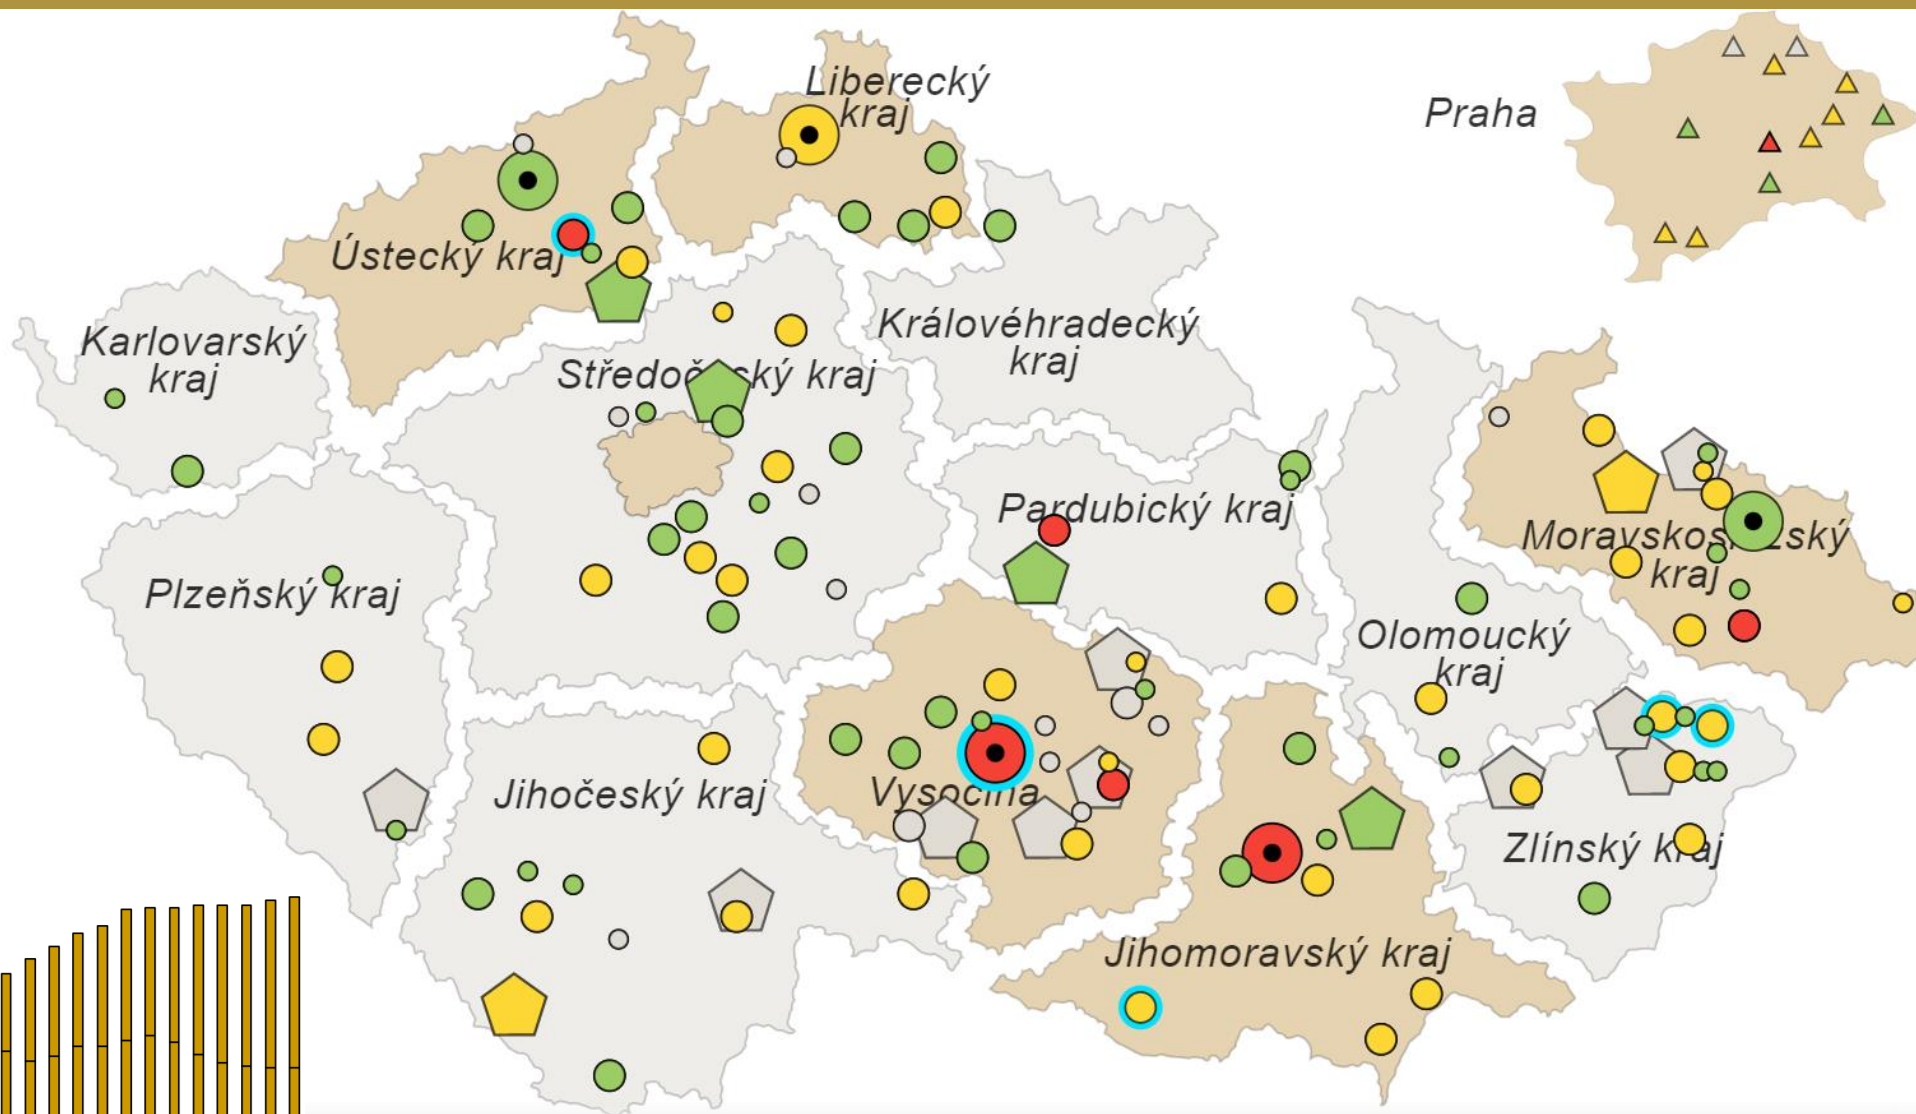 Liberecký
kraj
Praha
Ústecký kraj
Karlovarský
kraj
Královéhradecký
kraj
kraj
Pardubický kraj
kraj
Plzeňský kraj
Olomoucký
kraj
Jihočeský kraj
Vysočina
Zlínský kraj
Jihomoravský kraj